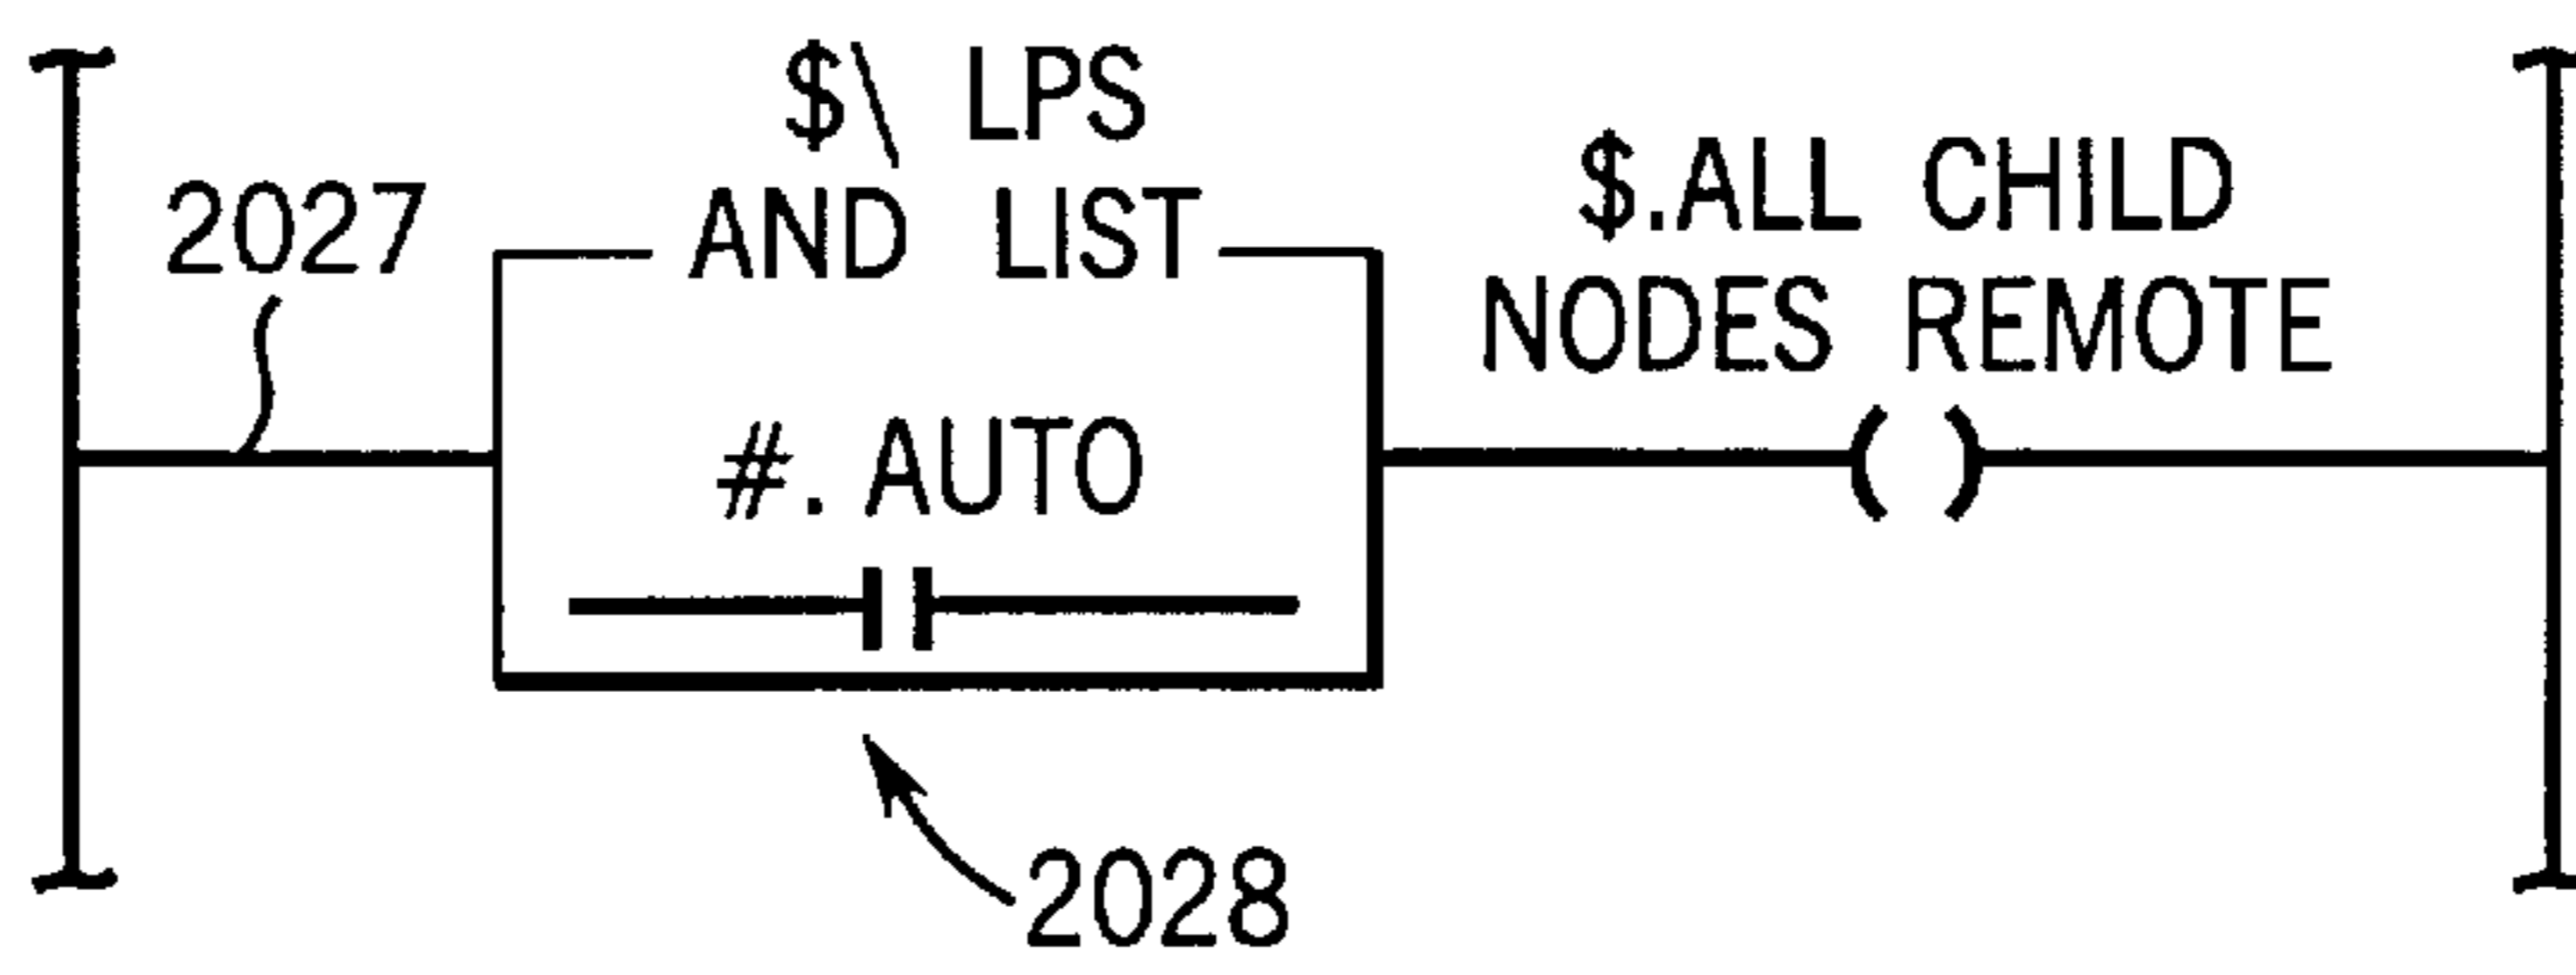 $\ LPS
AND LIST
2027
#. AUTO
$.ALL CHILD
NODES REMOTE
2028